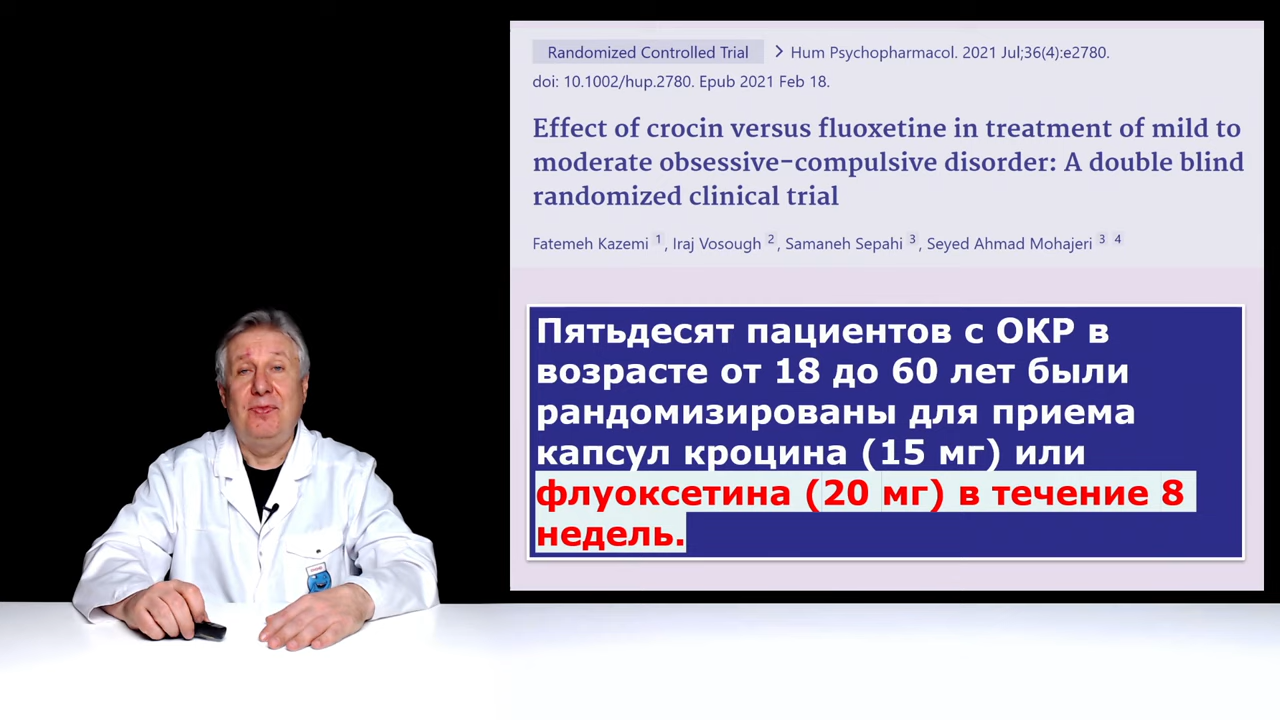 Randomized Controlled Trial > Hum Psychopharmacol. 2021 Jul;36(4):e2780.
doi: 10.1002/hup.2780. Epub 2021 Feb 18.
Effect of crocin versus fluoxetine in treatment of mild to
moderate obsessive-compulsive disorder: A double blind
randomized clinical trial
Fatemeh Kazemi 1, Iraj Vosough 2, Samaneh Sepahi 3, Seyed Ahmad Mohajeri 3 4
Пятьдесят пациентов с ОКР в
возрасте от 18 до 60 лет были
рандомизированы для приема
капсул кроцина (15 мг) или
флуоксетина (20 мг) в течение 8
недель.